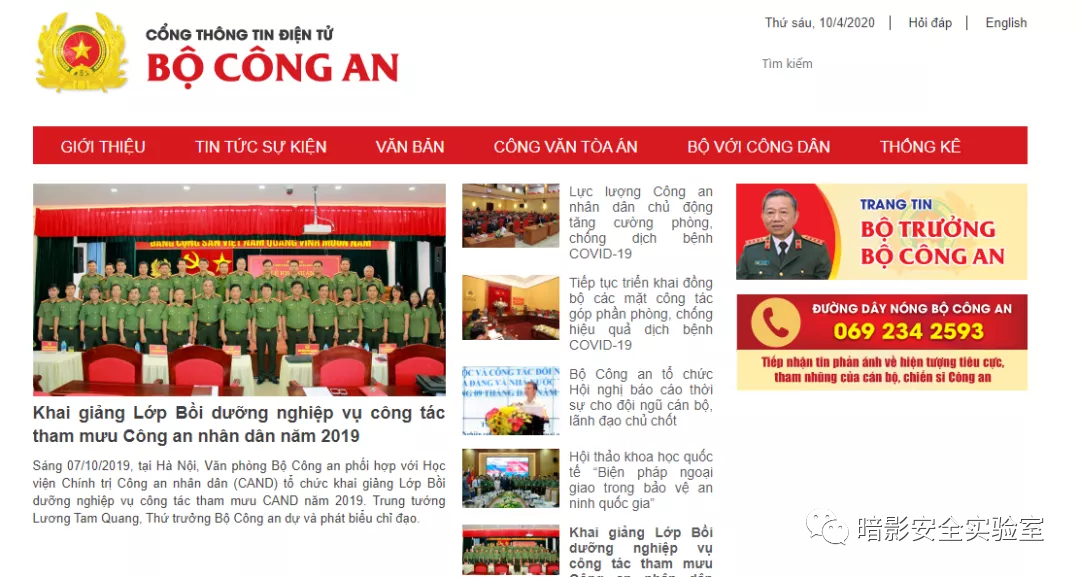 CỔNG THÔNG TIN ĐIỆN TỬ
BỘ CÔNG AN
Thứ sáu, 10/4/2020 | Hỏi đáp | English
Tìm kiếm
GIỚI THIỆU TIN TỨC SỰ KIỆN VĂN BẢN CÔNG VĂN TÒA ÁN BỘ VỚI CÔNG DÂN THỐNG KÊ
ĐẢNG CỘNG SẢN VIỆT NAM QUANG VINH MUÔN NĂM
Khai giảng Lớp Bồi dưỡng nghiệp vụ công tác
tham mưu Công an nhân dân năm 2019
Sáng 07/10/2019, tại Hà Nội, Văn phòng Bộ Công an phối hợp với Học
viện Chính trị Công an nhân dân (CAND) tổ chức khai giảng Lớp Bồi
dưỡng nghiệp vụ công tác tham mưu CAND năm 2019. Trung tướng
Lương Tam Quang, Thứ trưởng Bộ Công an dự và phát biểu chỉ đạo.
Lực lượng Công an
nhân dân chủ động
tăng cường phòng,
chống dịch bệnh
COVID-19
Tiếp tục triển khai đồng
bộ các mặt công tác
góp phần phòng, chống
hiệu quả dịch bệnh
COVID-19
Bộ Công an tổ chức
Hội nghị báo cáo thời
sự cho đội ngũ cán bộ,
lãnh đạo chủ chốt
Hội thảo khoa học quốc
tế “Biện pháp ngoại
giao trong bảo vệ an
ninh quốc gia”
Khai giảng Lớp Bồi
dưỡng nghiệp vụ
công tác tham mưu
Công an nhân dân
TRANG TIN
BỘ TRƯỞNG
BỘ CÔNG AN
ĐƯỜNG DÂY NÓNG BỘ CÔNG AN
069 234 2593
Tiếp nhận tin phản ánh về hiện tượng tiêu cực,
tham nhũng của cán bộ, chiến sĩ Công an
暗影安全实验室